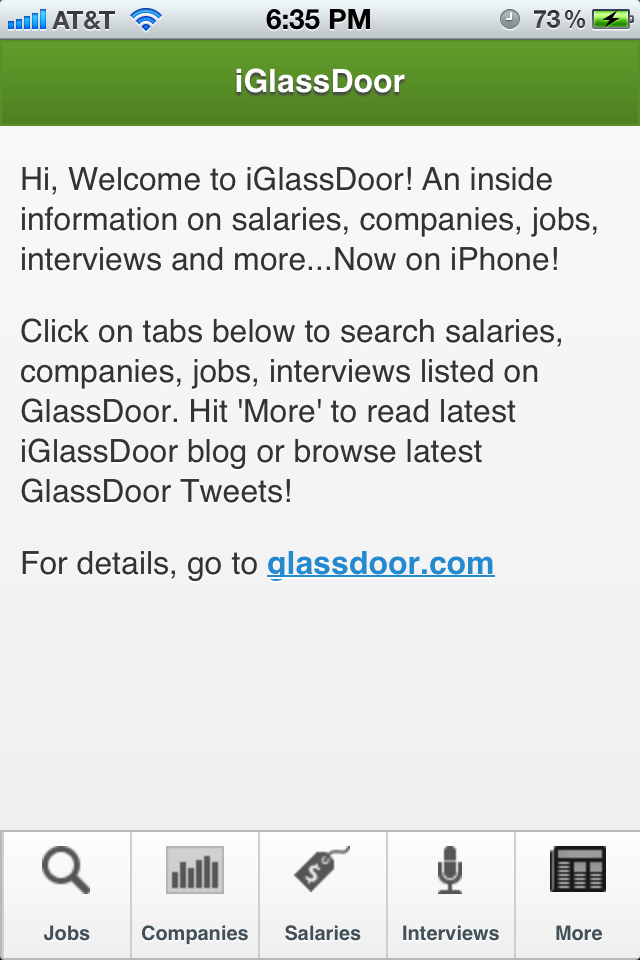 AT&T 6:35 PM 73%
iGlassDoor
Hi, Welcome to iGlassDoor! An inside
information on salaries, companies, jobs,
interviews and more...Now on iPhone!
Click on tabs below to search salaries,
companies, jobs, interviews listed on
GlassDoor. Hit 'More' to read latest
iGlassDoor blog or browse latest
GlassDoor Tweets!
For details, go to glassdoor.com
$
Jobs Companies Salaries Interviews More